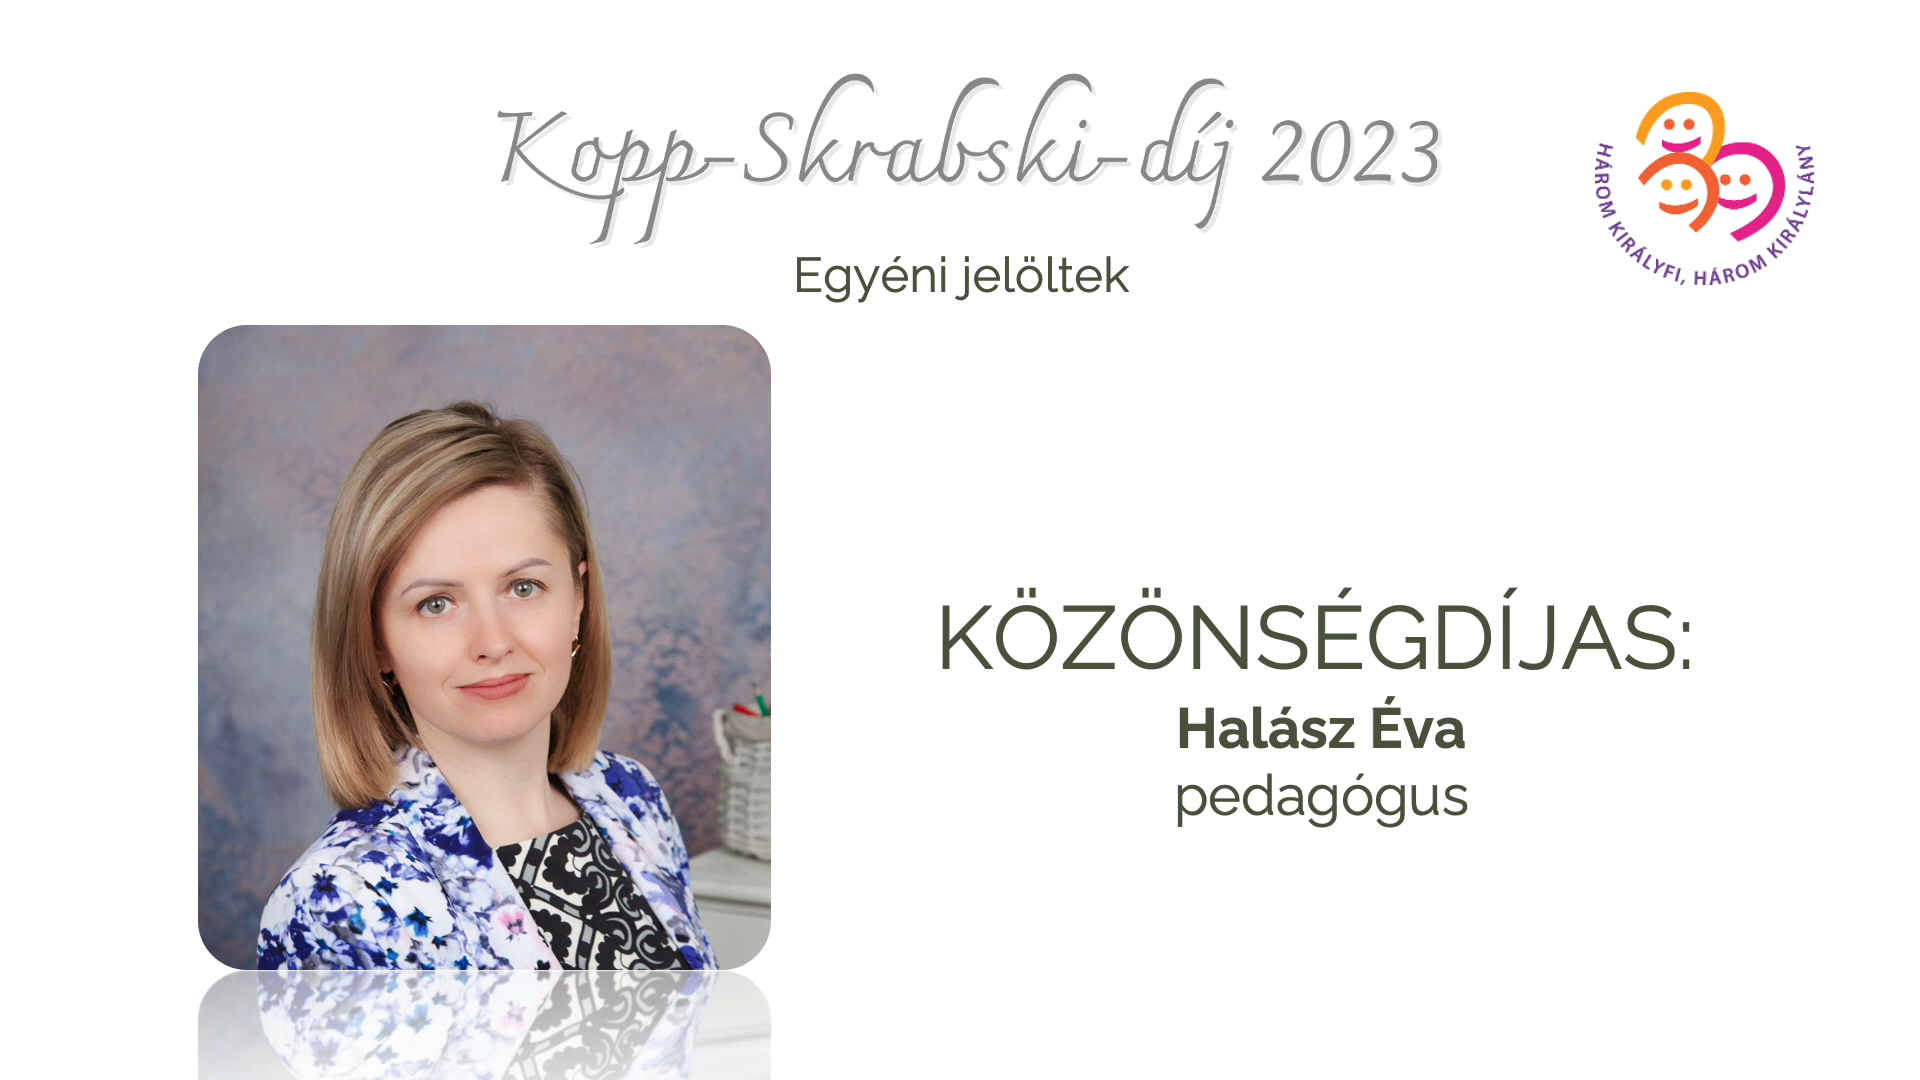 Kopp-Skrabski-díj 2023
HÁROM KIRÁLYFI, HÁROM KIRÁLYLÁNY
Egyéni jelöltek
KÖZÖNSÉGDÍJAS:
Halász Éva
pedagógus